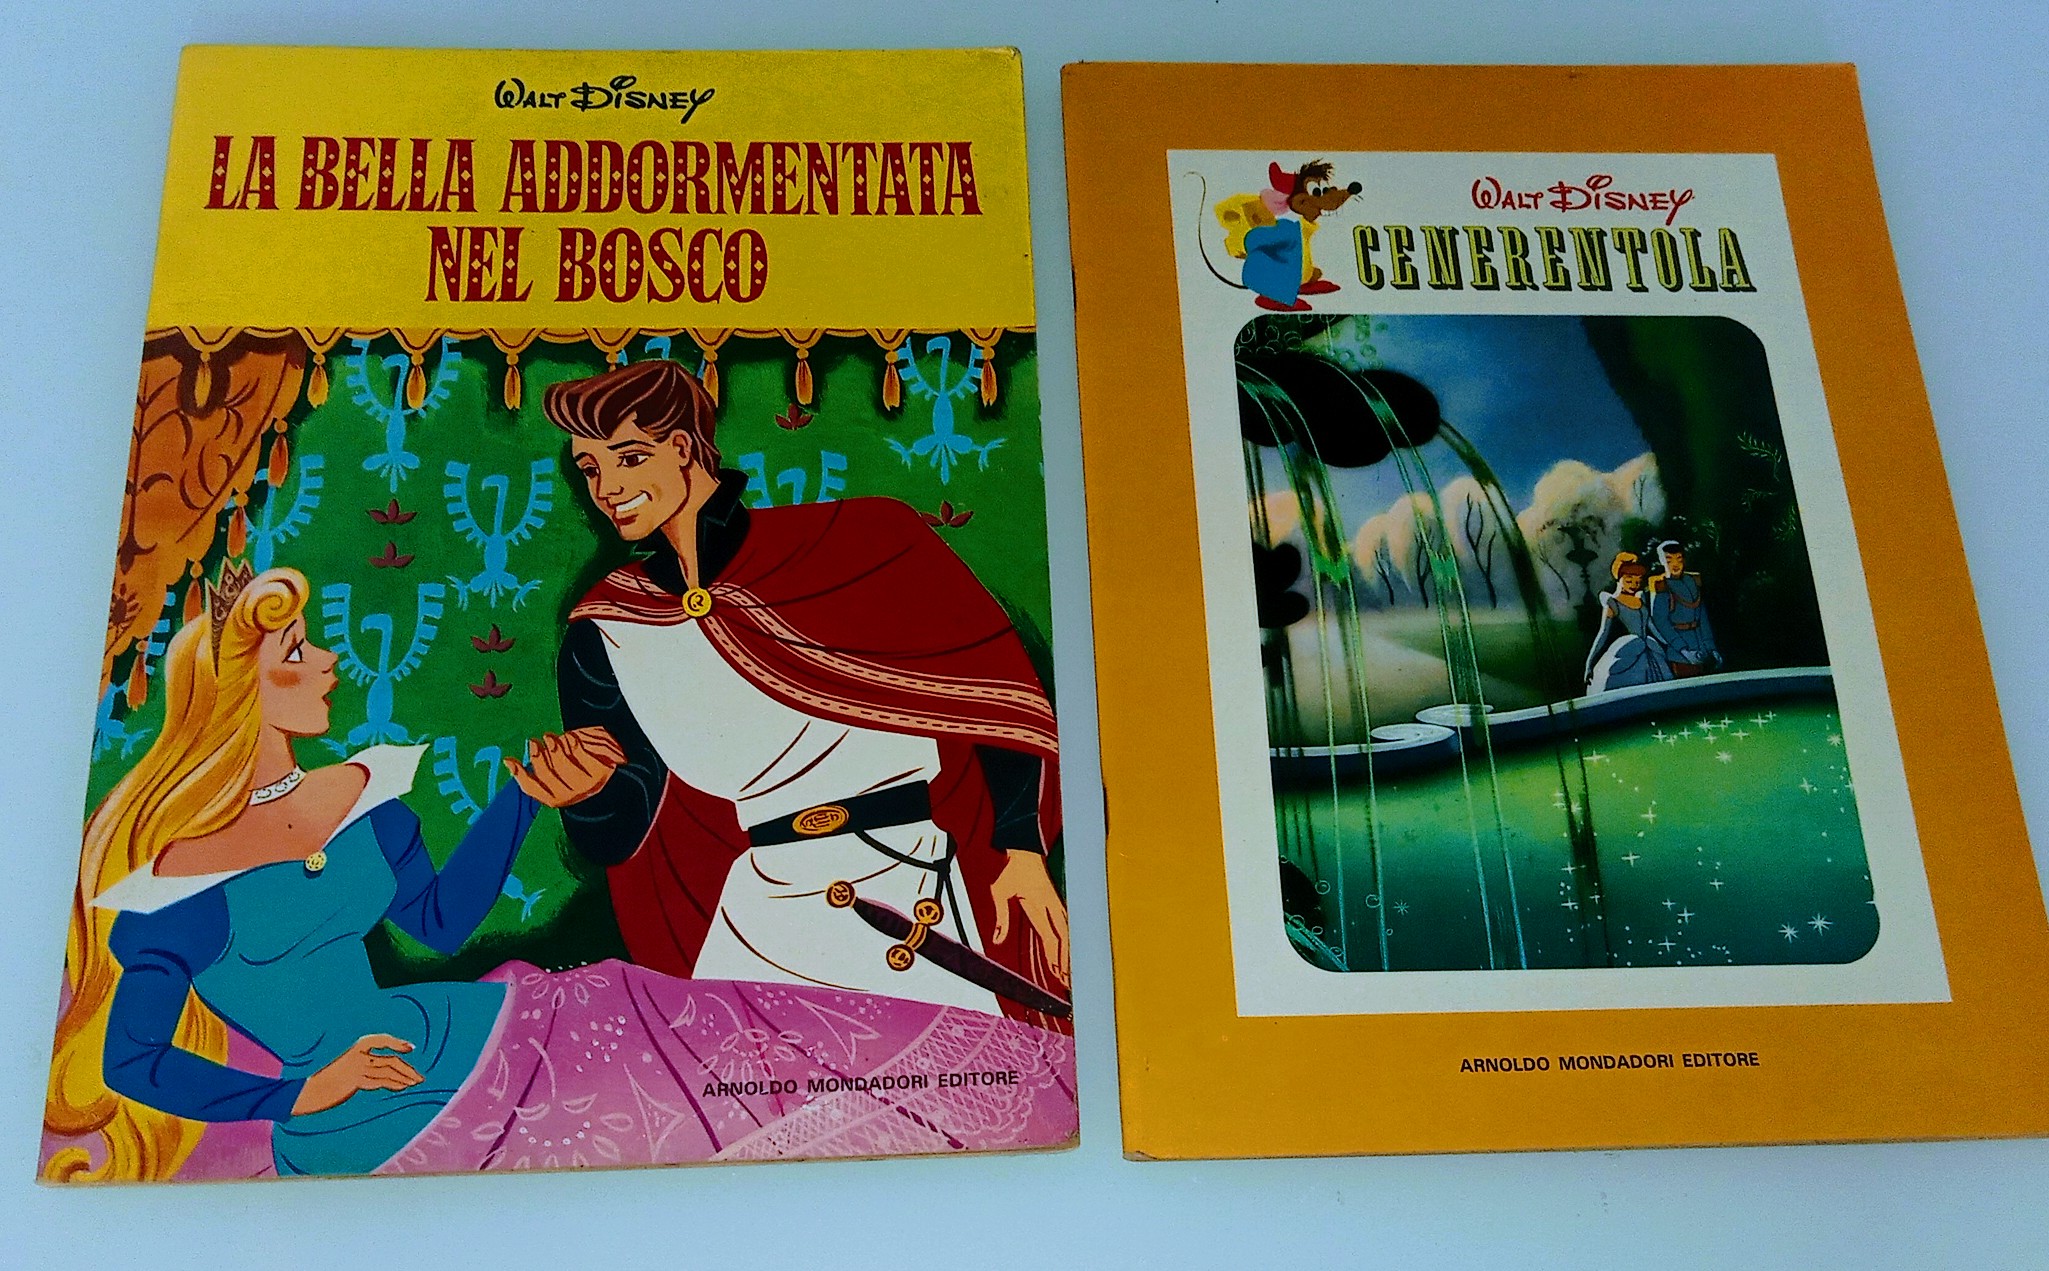 WALT DISNEY
LA BELLA ADDORMENTATA
NEL BOSCO
ARNOLDO MONDADORI EDITORE
WALT DISNEY
CENERENTOLA
ARNOLDO MONDADORI EDITORE